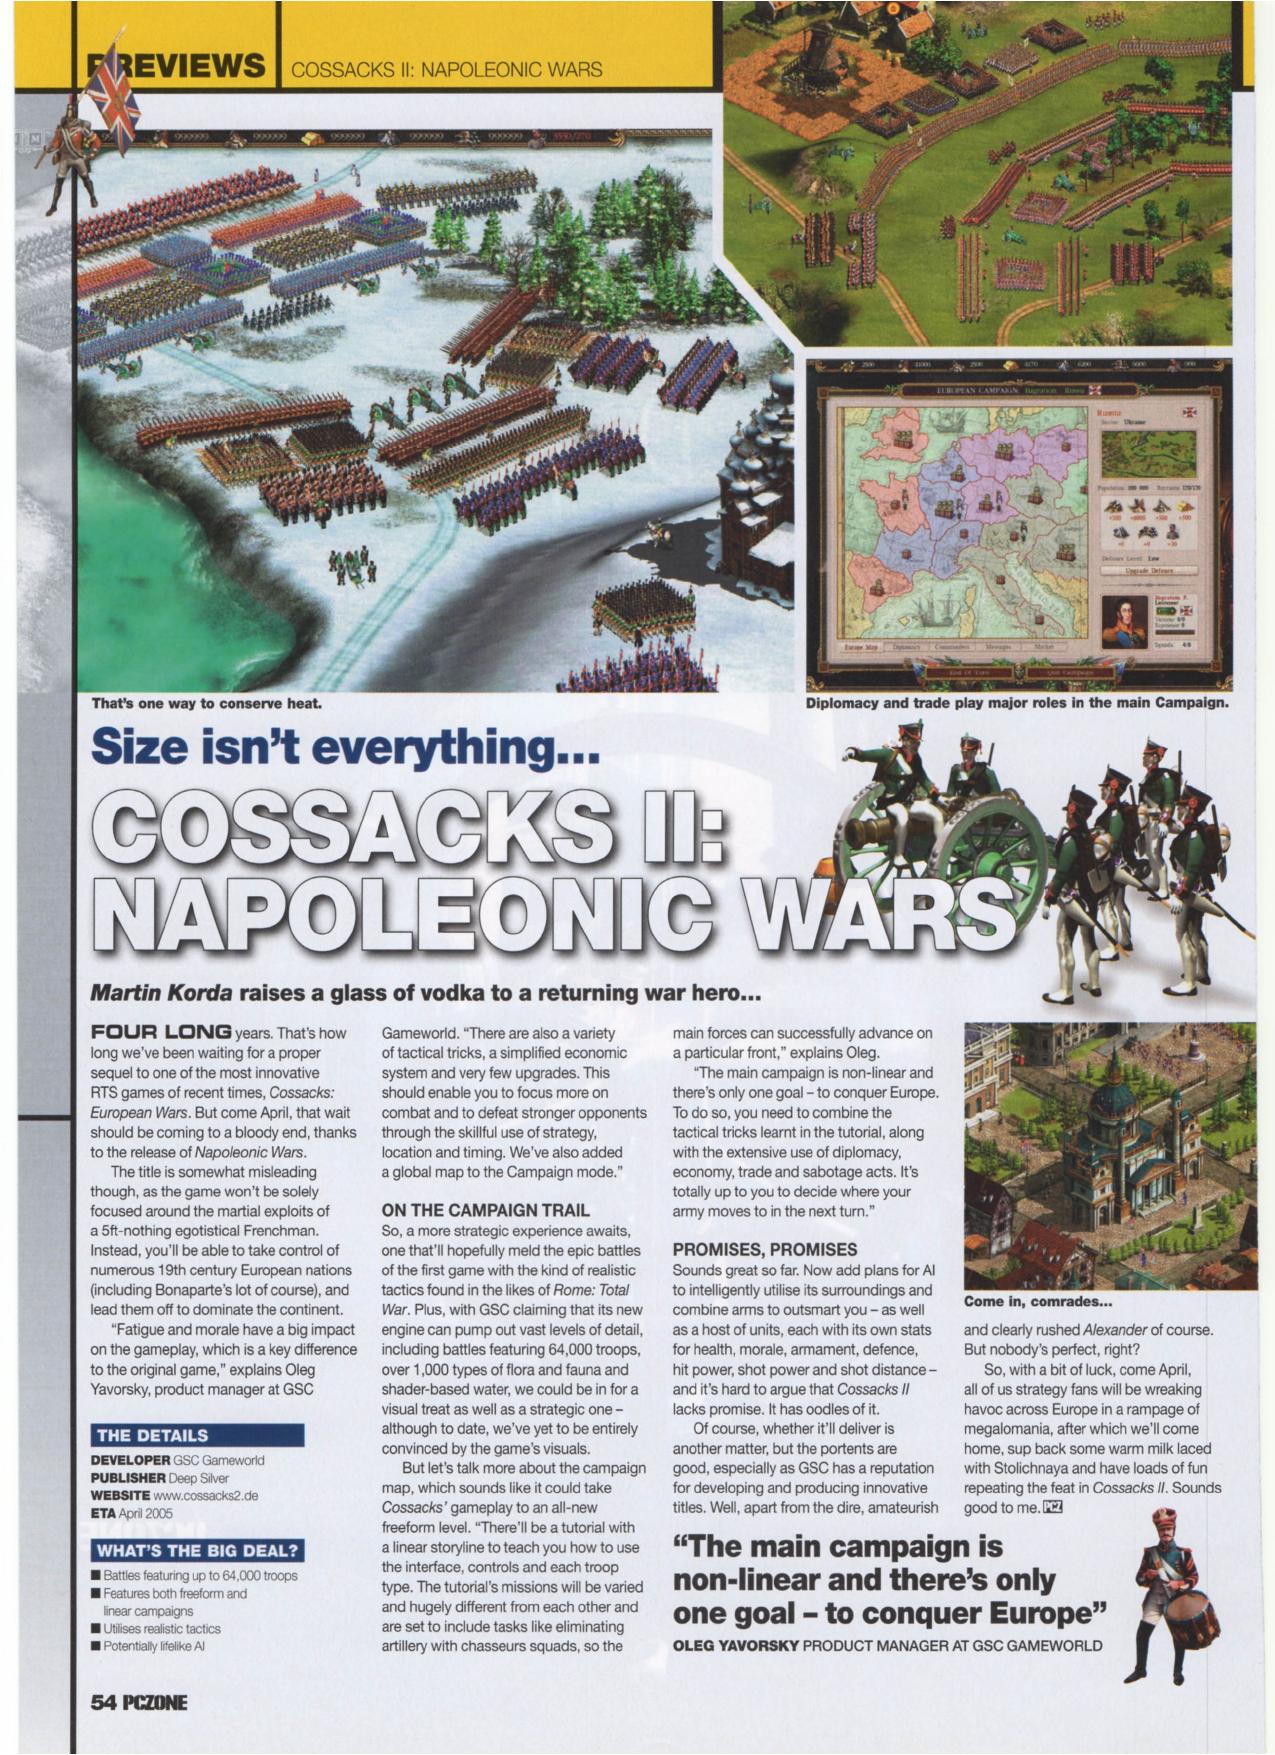 PREVIEWS
COSSACKS II: NAPOLEONIC WARS
That's one way to conserve heat.
EUROPEAN CAMPAIGN: Bagration Russia
Russia
Sector: Ukraine
Defence Level: Low
Upgrade Defence
Bagration P.
Europe Map Diplomacy Commanders Messages Market
End Of Turn Quit Campaign
Diplomacy and trade play major roles in the main Campaign.
Size isn't everything...
COSSACKS II:
NAPOLEONIC WARS
Martin Korda raises a glass of vodka to a returning war hero...
FOUR LONG years. That's how
long we've been waiting for a proper
sequel to one of the most innovative
RTS games of recent times, Cossacks:
European Wars. But come April, that wait
should be coming to a bloody end, thanks
to the release of Napoleonic Wars.
The title is somewhat misleading
though, as the game won't be solely
focused around the martial exploits of
a 5ft-nothing egotistical Frenchman.
Instead, you'll be able to take control of
numerous 19th century European nations
(including Bonaparte's lot of course), and
lead them off to dominate the continent.
"Fatigue and morale have a big impact
on the gameplay, which is a key difference
to the original game," explains Oleg
Yavorsky, product manager at GSC
THE DETAILS
DEVELOPER GSC Gameworld
PUBLISHER Deep Silver
WEBSITE www.cossacks2.de
ETA April 2005
WHAT'S THE BIG DEAL?
■ Battles featuring up to 64,000 troops
■ Features both freeform and
linear campaigns
■ Utilises realistic tactics
■ Potentially lifelike AI
Gameworld. "There are also a variety
of tactical tricks, a simplified economic
system and very few upgrades. This
should enable you to focus more on
combat and to defeat stronger opponents
through the skillful use of strategy,
location and timing. We've also added
a global map to the Campaign mode."
ON THE CAMPAIGN TRAIL
So, a more strategic experience awaits,
one that'll hopefully meld the epic battles
of the first game with the kind of realistic
tactics found in the likes of Rome: Total
War. Plus, with GSC claiming that its new
engine can pump out vast levels of detail,
including battles featuring 64,000 troops,
over 1,000 types of flora and fauna and
shader-based water, we could be in for a
visual treat as well as a strategic one –
although to date, we've yet to be entirely
convinced by the game's visuals.
But let's talk more about the campaign
map, which sounds like it could take
Cossacks' gameplay to an all-new
freeform level. "There'll be a tutorial with
a linear storyline to teach you how to use
the interface, controls and each troop
type. The tutorial's missions will be varied
and hugely different from each other and
are set to include tasks like eliminating
artillery with chasseurs squads, so the
main forces can successfully advance on
a particular front," explains Oleg.
"The main campaign is non-linear and
there's only one goal – to conquer Europe.
To do so, you need to combine the
tactical tricks learnt in the tutorial, along
with the extensive use of diplomacy,
economy, trade and sabotage acts. It's
totally up to you to decide where your
army moves to in the next turn."
PROMISES, PROMISES
Sounds great so far. Now add plans for AI
to intelligently utilise its surroundings and
combine arms to outsmart you – as well
as a host of units, each with its own stats
for health, morale, armament, defence,
hit power, shot power and shot distance –
and it's hard to argue that Cossacks II
lacks promise. It has oodles of it.
Of course, whether it'll deliver is
another matter, but the portents are
good, especially as GSC has a reputation
for developing and producing innovative
titles. Well, apart from the dire, amateurish
Come in, comrades...
and clearly rushed Alexander of course.
But nobody's perfect, right?
So, with a bit of luck, come April,
all of us strategy fans will be wreaking
havoc across Europe in a rampage of
megalomania, after which we'll come
home, sup back some warm milk laced
with Stolichnaya and have loads of fun
repeating the feat in Cossacks II. Sounds
good to me. PCZ
"The main campaign is
non-linear and there's only
one goal – to conquer Europe"
OLEG YAVORSKY PRODUCT MANAGER AT GSC GAMEWORLD
54 PCZONE